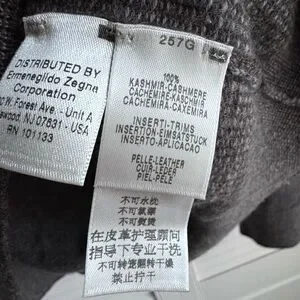 DISTRIBUTED BY
Ermenegildo Zegna
Corporation
W. Forest Ave. - Unit A
NJ 07631 - USA
RN 101133
257G
100%
KASHMIR-CASHMERE
CACHEMIRE-KASCHMIR
CACHEMIRA-CAXEMIRA
INSERTI-TRIMS
INSERTION-EINSATSTUCK
INSERTO-APLICACAO
PELLE-LEATHER
CUIR-LEDER
PIEL-PELE
不可水洗
不可氯漂
不可熨烫
在皮革护理顾问
指导下专业干洗
不可转笼翻转干燥
禁止拧干